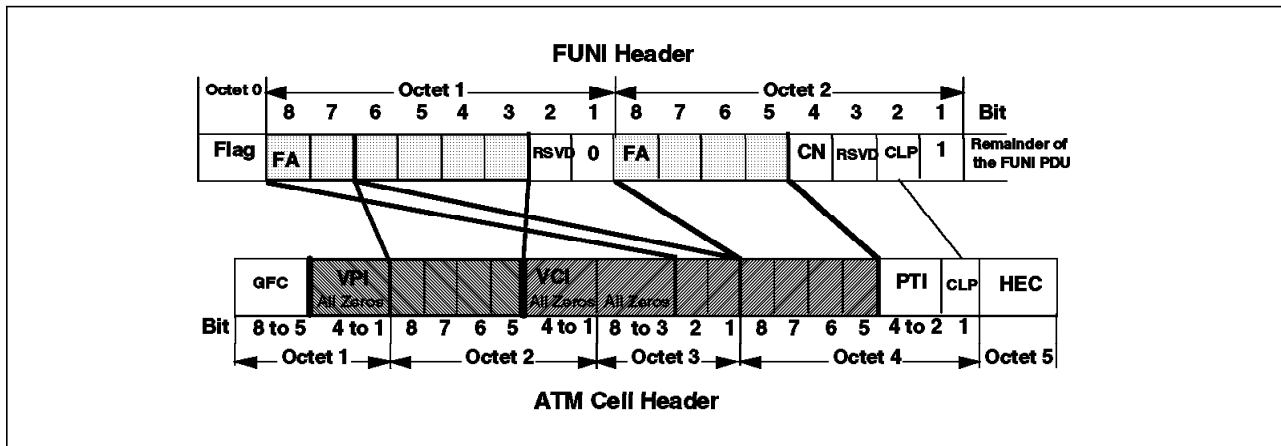 FUNI Header
Octet 0 Octet 1 Octet 2
8 7 6 5 4 3 2 1 8 7 6 5 4 3 2 1 Bit
Flag FA RSVD 0 FA CN RSVD CLP 1 Remainder of
the FUNI PDU
GFC VPI VCI PTI CLP HEC
All Zeros All Zeros All Zeros
Bit 8 to 5 4 to 1 8 7 6 5 4 to 1 8 to 3 2 1 8 7 6 5 4 to 2 1
Octet 1 Octet 2 Octet 3 Octet 4 Octet 5
ATM Cell Header